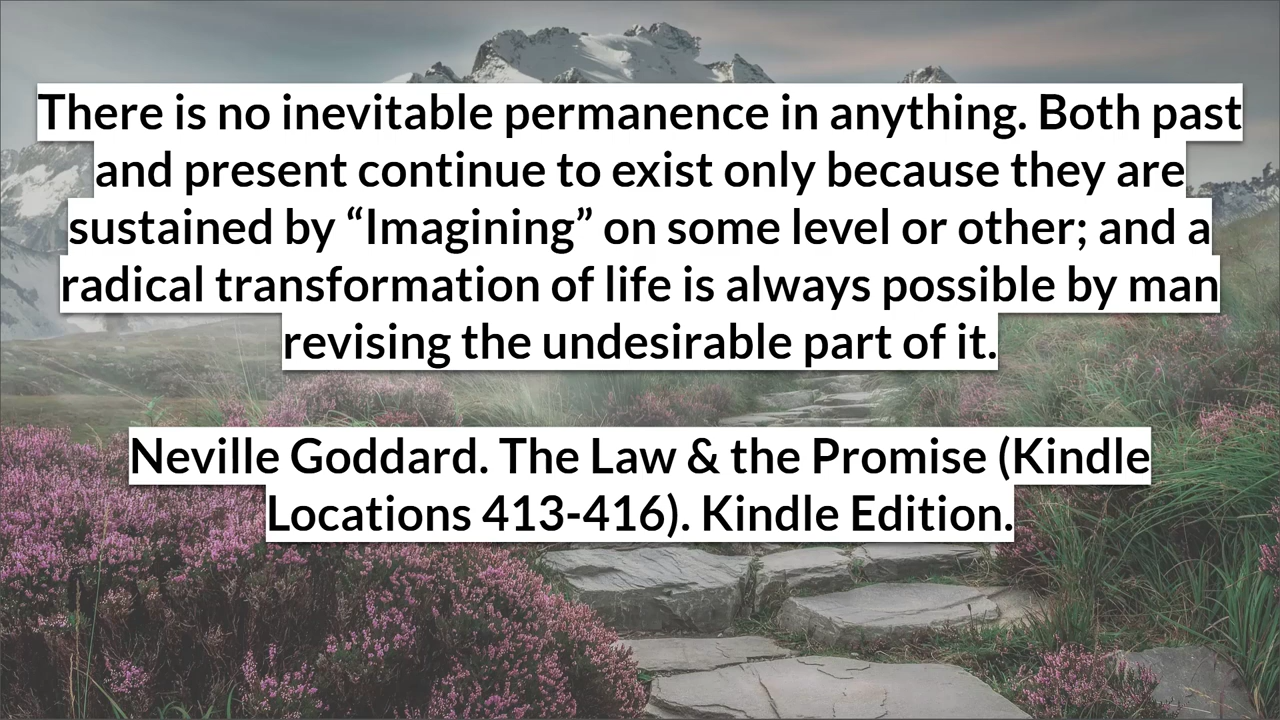 There is no inevitable permanence in anything. Both past
and present continue to exist only because they are
sustained by “Imagining” on some level or other; and a
radical transformation of life is always possible by man
revising the undesirable part of it.
Neville Goddard. The Law & the Promise (Kindle
Locations 413-416). Kindle Edition.